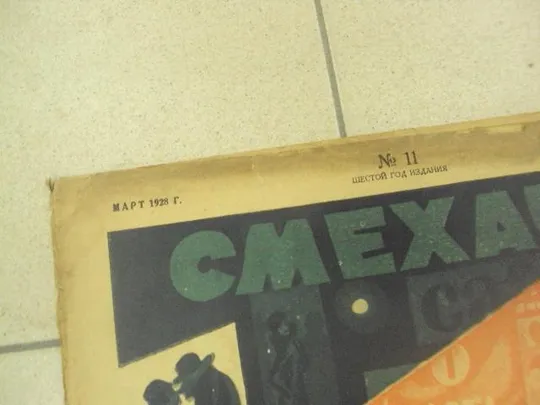 № 11
ШЕСТОЙ ГОД ИЗДАНИЯ
МАРТ 1928 Г.
СМЕХА